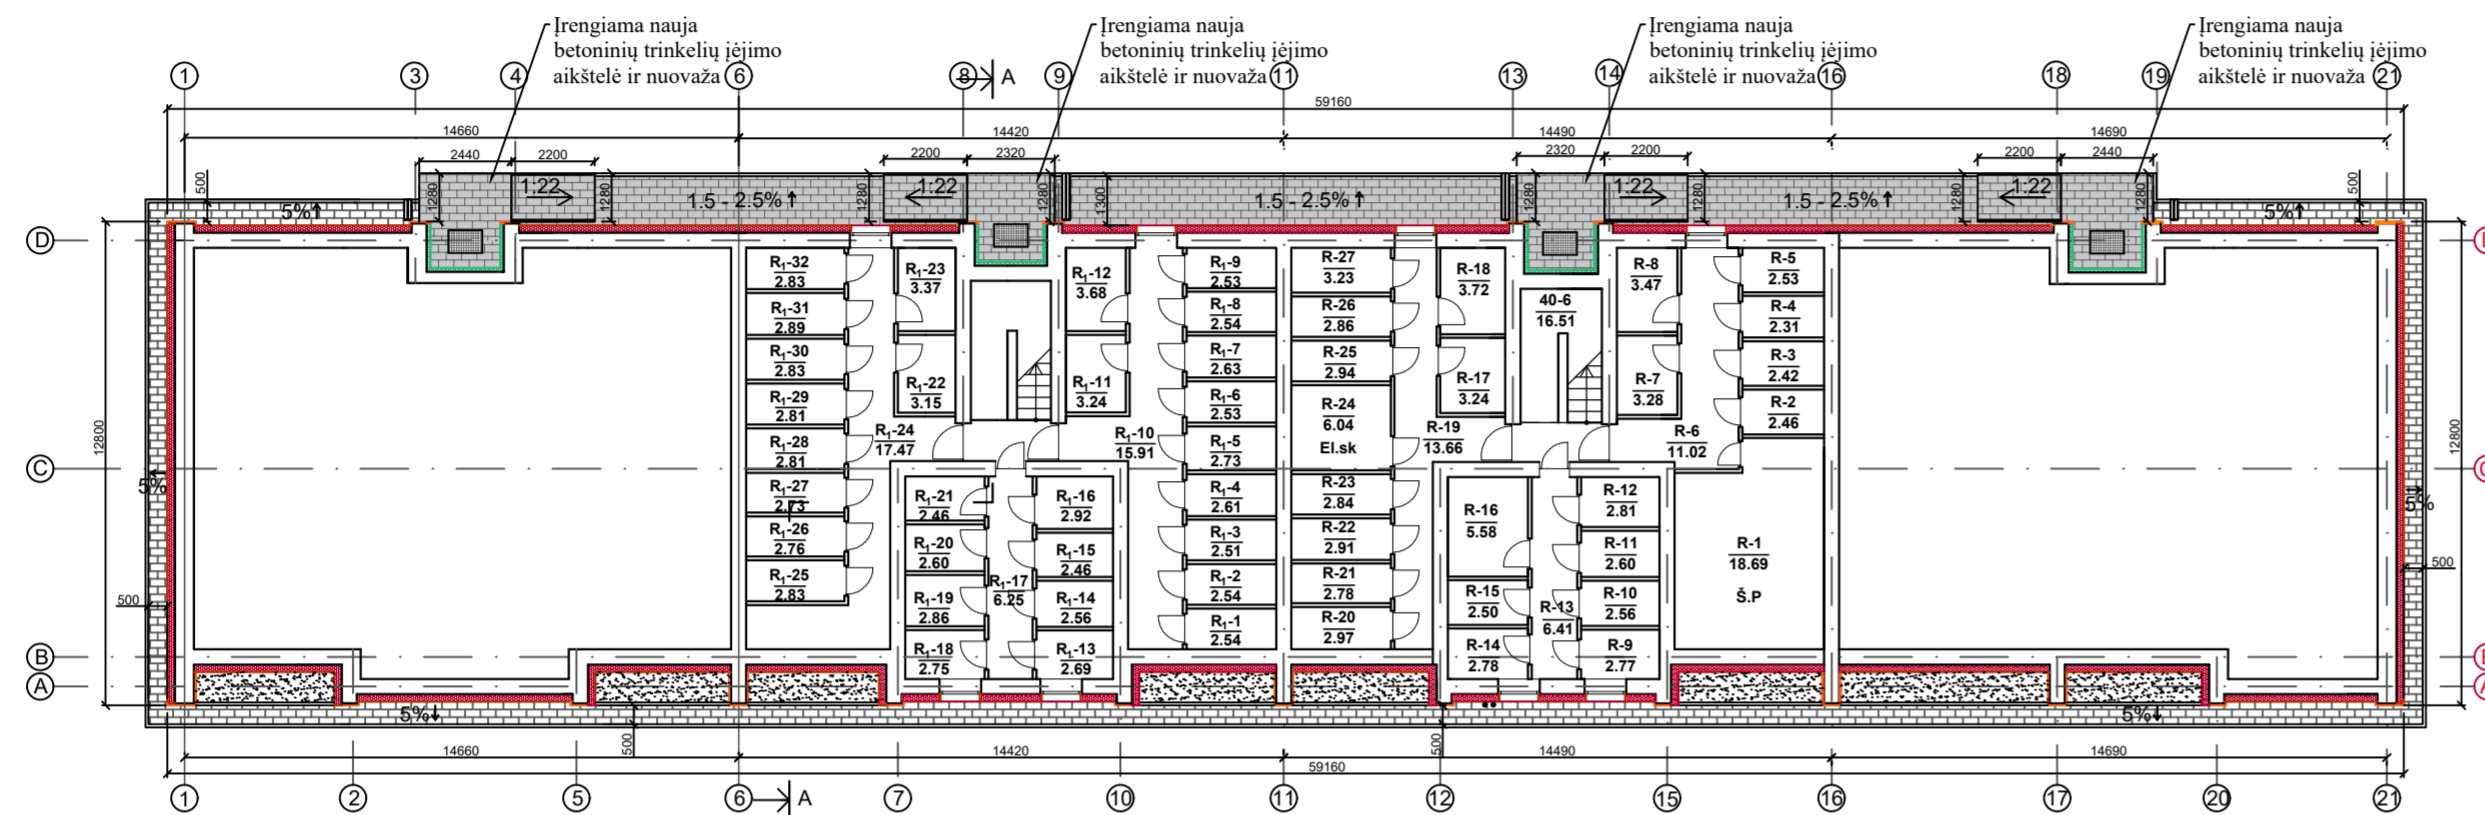 Įrengiama nauja
betoninių trinkelių įėjimo
aikštelė ir nuovaža
Įrengiama nauja
betoninių trinkelių įėjimo
aikštelė ir nuovaža
Įrengiama nauja
betoninių trinkelių įėjimo
aikštelė ir nuovaža
Įrengiama nauja
betoninių trinkelių įėjimo
aikštelė ir nuovaža
1 3 4 6 8 A 9 11 13 14 16 18 19 21
59160
14660 14420 14490 14690
2440 2200 2200 2320 2320 2200 2200 2440
500 1280 1:22 1280 1280 1:22 1280 1300 1280 1:22 1280 1280 1:22 1280 500
5% 1.5 - 2.5% 1.5 - 2.5% 1.5 - 2.5% 5%
D
R1-32
2.83
R1-31
2.89
R1-30
2.83
R1-29
2.81
R1-28
2.81
R1-27
2.73
R1-26
2.76
R1-25
2.83
R1-23
3.37
R1-22
3.15
R1-24
17.47
R1-21
2.46
R1-20
2.60
R1-19
2.86
R1-18
2.75
R1-17
6.25
R1-16
2.92
R1-15
2.46
R1-14
2.56
R1-13
2.69
R1-12
3.68
R1-11
3.24
R1-10
15.91
R1-9
2.53
R1-8
2.54
R1-7
2.63
R1-6
2.53
R1-5
2.73
R1-4
2.61
R1-3
2.51
R1-2
2.54
R1-1
2.54
R-27
3.23
R-26
2.86
R-25
2.94
R-24
6.04
El.sk
R-23
2.84
R-22
2.91
R-21
2.78
R-20
2.97
R-18
3.72
R-17
3.24
R-19
13.66
R-16
5.58
R-15
2.50
R-14
2.78
R-13
6.41
40-6
16.51
R-12
2.81
R-11
2.60
R-10
2.56
R-9
2.77
R-8
3.47
R-7
3.28
R-6
11.02
R-5
2.53
R-4
2.31
R-3
2.42
R-2
2.46
R-1
18.69
Š.P
12800 12800
C
5% 5%
500 500
B
A
5% 5%
500 500
14660 14420 14490 14690
59160
1 2 5 6 A 7 10 11 12 15 16 17 20 21